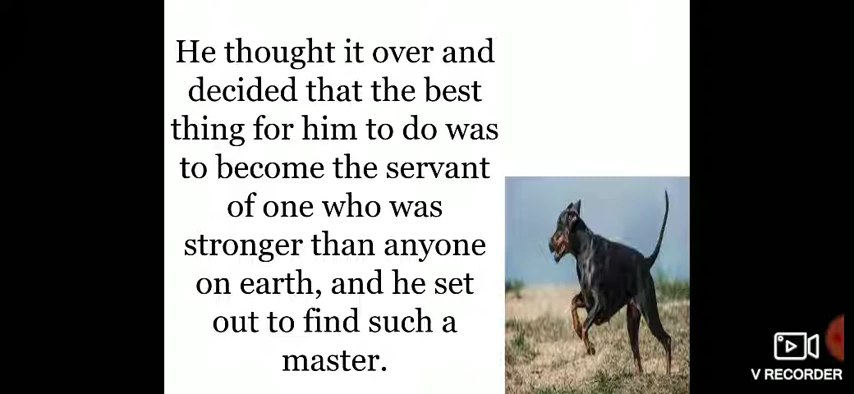 He thought it over and
decided that the best
thing for him to do was
to become the servant
of one who was
stronger than anyone
on earth, and he set
out to find such a
master.
V RECORDER